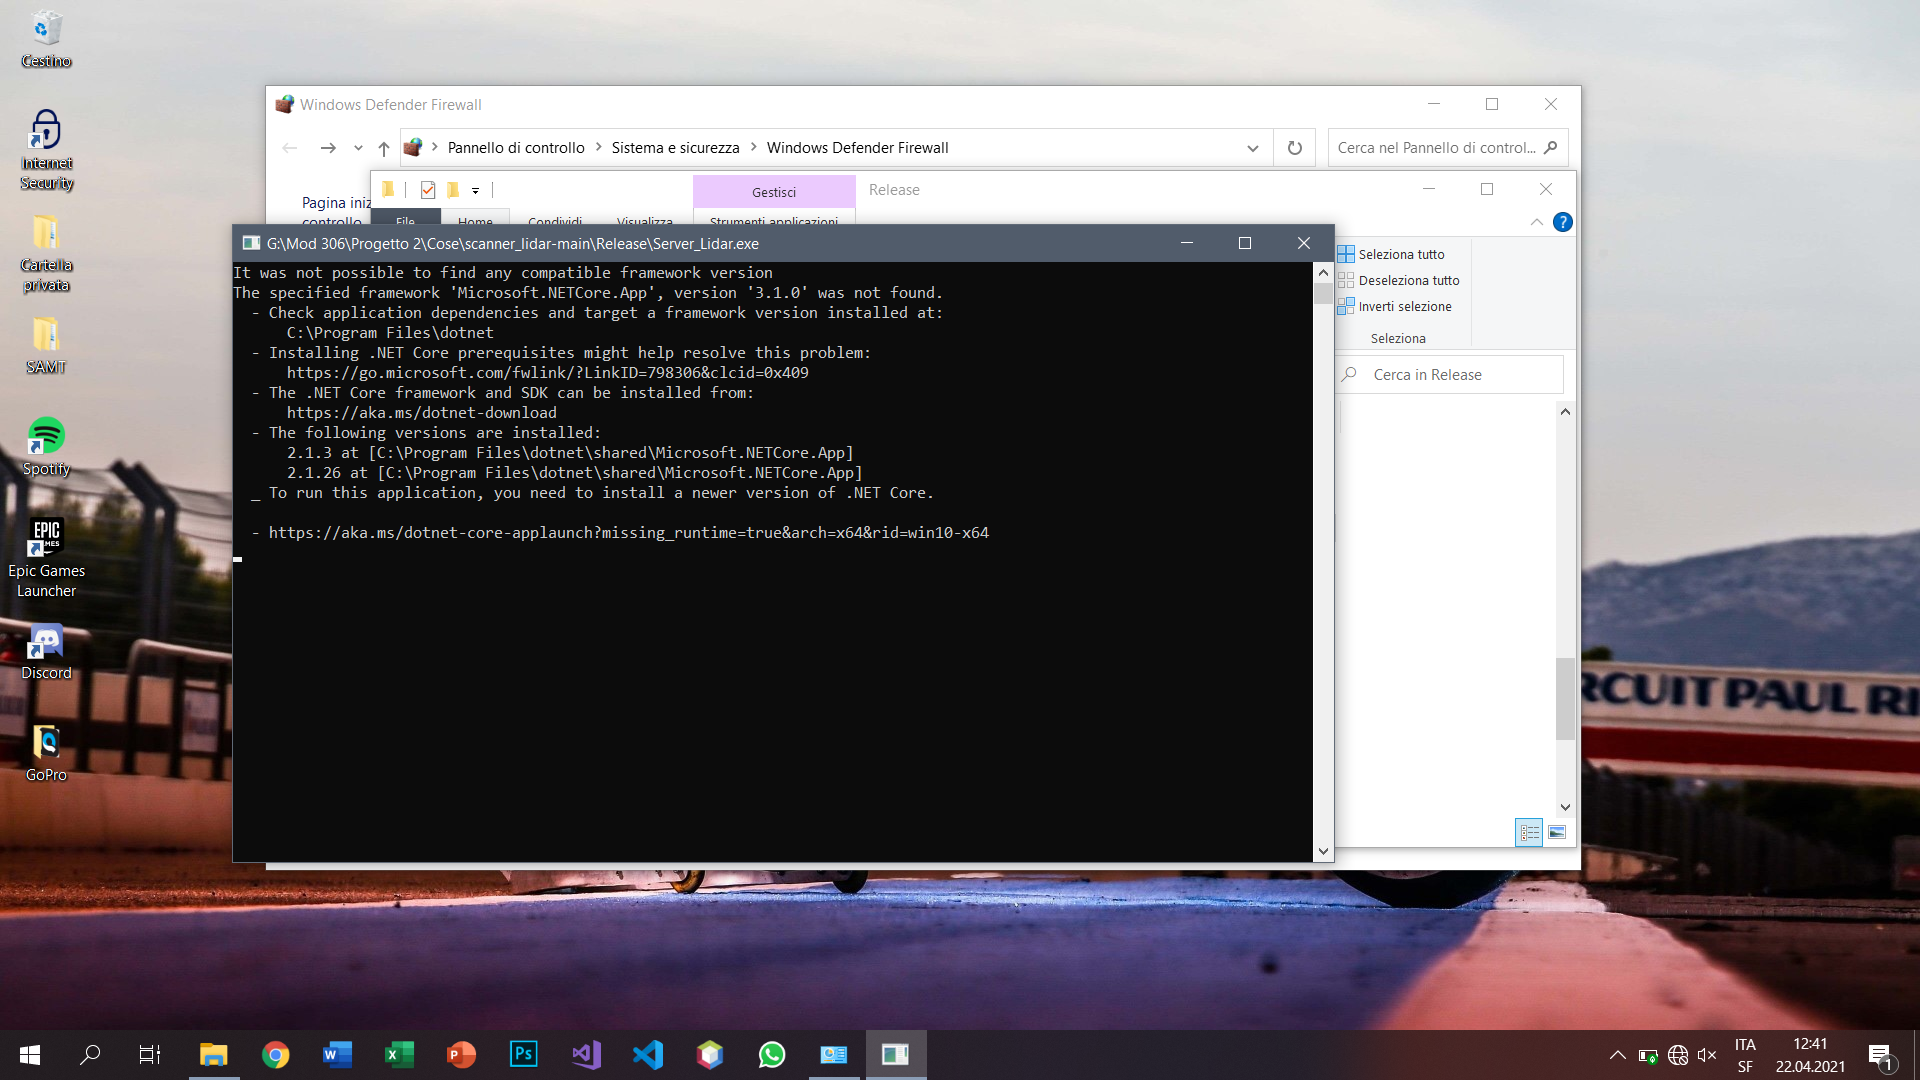 Cestino
Internet
Security
Cartella
privata
SAMT
Spotify
EPIC
Epic Games
Launcher
Discord
GoPro
Windows Defender Firewall
Pannello di controllo
Sistema e sicurezza
Windows Defender Firewall
Cerca nel Pannello di control...
Pagina iniz
controllo
Gestisci
Release
File
Home
Condividi
Visualizza
Strumenti applicazioni
Seleziona tutto
Deseleziona tutto
Inverti selezione
Seleziona
Cerca in Release
G:\Mod 306\Progetto 2\Cose\scanner_lidar-main\Release\Server_Lidar.exe
It was not possible to find any compatible framework version
The specified framework 'Microsoft.NETCore.App', version '3.1.0' was not found.
- Check application dependencies and target a framework version installed at:
C:\Program Files\dotnet
- Installing .NET Core prerequisites might help resolve this problem:
https://go.microsoft.com/fwlink/?LinkID=798306&clcid=0x409
- The .NET Core framework and SDK can be installed from:
https://aka.ms/dotnet-download
- The following versions are installed:
2.1.3 at [C:\Program Files\dotnet\shared\Microsoft.NETCore.App]
2.1.26 at [C:\Program Files\dotnet\shared\Microsoft.NETCore.App]
_ To run this application, you need to install a newer version of .NET Core.
- https://aka.ms/dotnet-core-applaunch?missing_runtime=true&arch=x64&rid=win10-x64
RCUIT PAUL RI
Ps
ITA
SF
12:41
22.04.2021
1